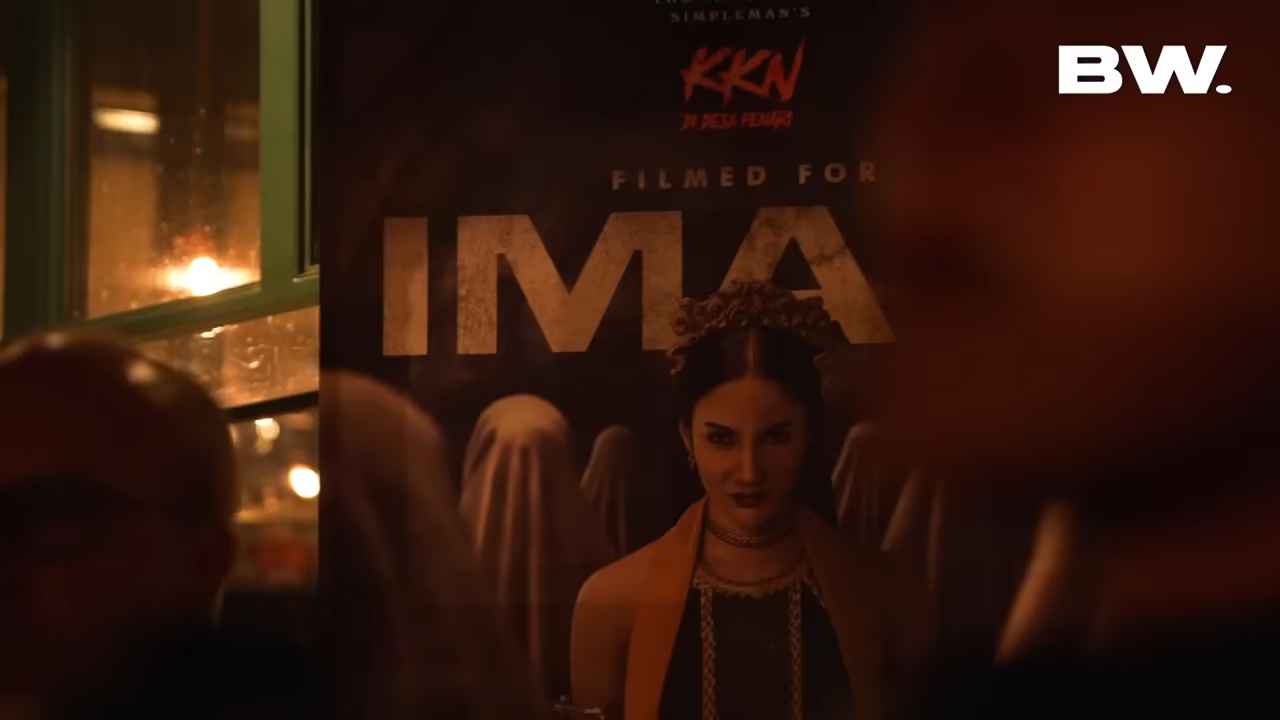 SIMPLEMAN'S
KKN
DI DESA PENARI
FILMED FOR
IMA
BW.